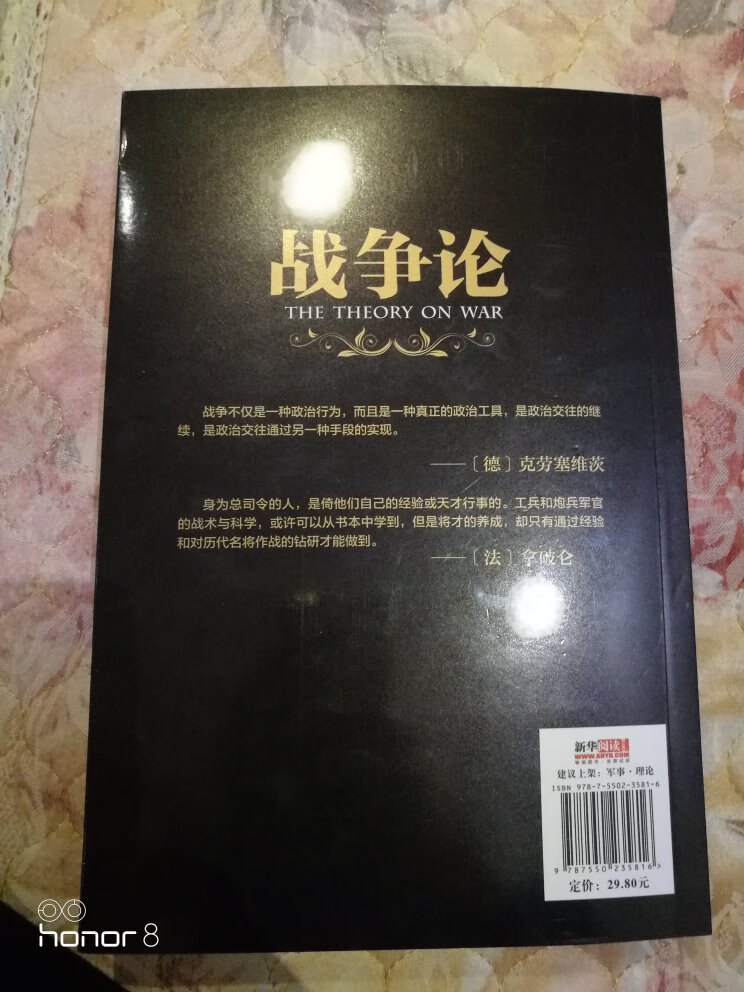 战争论
THE THEORY ON WAR
战争不仅是一种政治行为，而且是一种真正的政治工具，是政治交往的继
续，是政治交往通过另一种手段的实现。
——［德］克劳塞维茨
身为总司令的人，是倚他们自己的经验或天才行事的。工兵和炮兵军官
的战术与科学，或许可以从书本中学到，但是将才的养成，却只有通过经验
和对历代名将作战的钻研才能做到。
——［法］拿破仑
新华阅读
WWW.XXYD.COM
建议上架：军事·理论
ISBN 978-7-5502-3581-6
9 787550 235816 >
定价：29.80元
honor 8